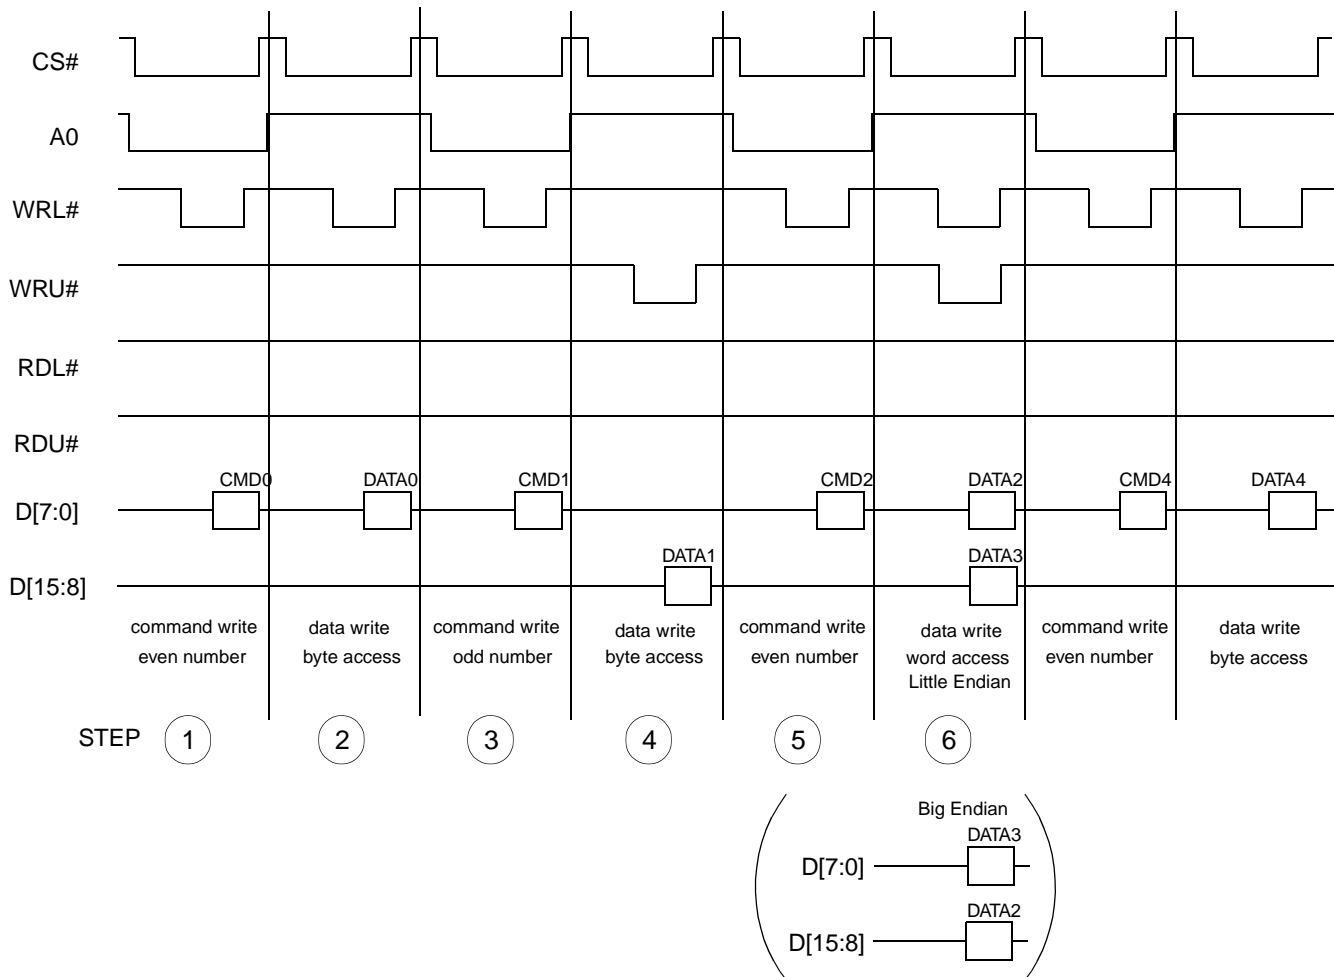 CS#
A0
WRL#
WRU#
RDL#
RDU#
CMD0 DATA0 CMD1 CMD2 DATA2 CMD4 DATA4
D[7:0]
DATA1 DATA3
D[15:8]
command write data write command write data write command write data write command write data write
even number byte access odd number byte access even number word access even number byte access
Little Endian
STEP 1 2 3 4 5 6
Big Endian
DATA3
D[7:0]
DATA2
D[15:8]